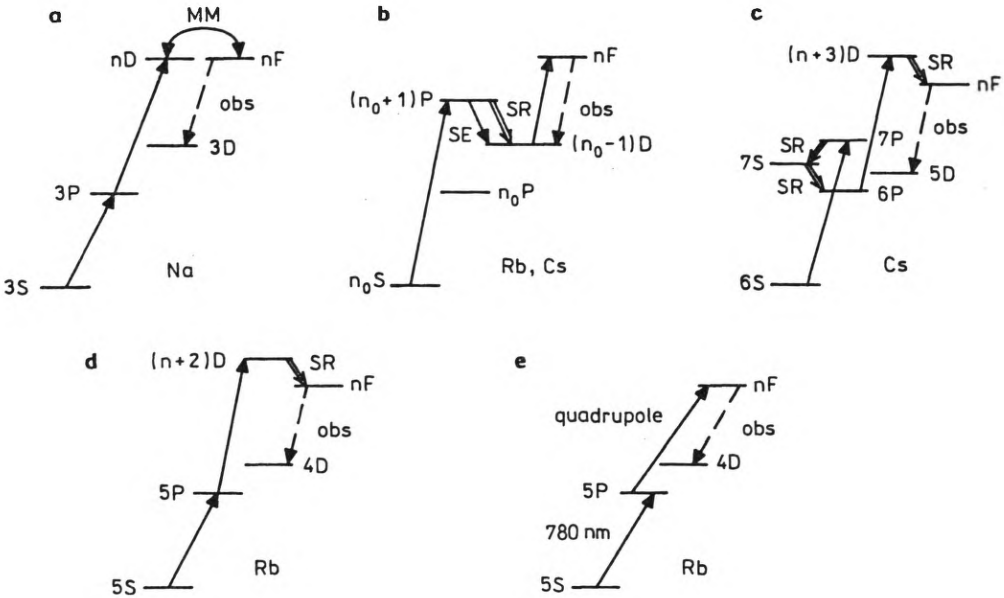 a
MM
nD
nF
obs
3D
3P
3S
Na
b
nF
(n₀+1)P
SR
obs
SE
(n₀-1)D
n₀P
n₀S
Rb, Cs
c
(n+3)D
SR
nF
SR
7P
obs
7S
5D
SR
6P
6S
Cs
d
(n+2)D
SR
nF
obs
4D
5P
5S
Rb
e
nF
quadrupole
obs
4D
5P
780 nm
5S
Rb